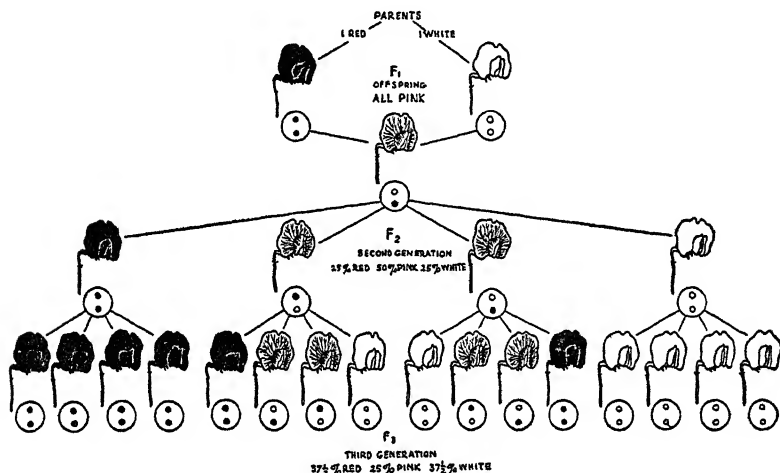 PARENTS
1 RED 1 WHITE
F1
OFFSPRING
ALL PINK
F2
SECOND GENERATION
25% RED 50% PINK 25% WHITE
F3
THIRD GENERATION
37½% RED 25% PINK 37½% WHITE